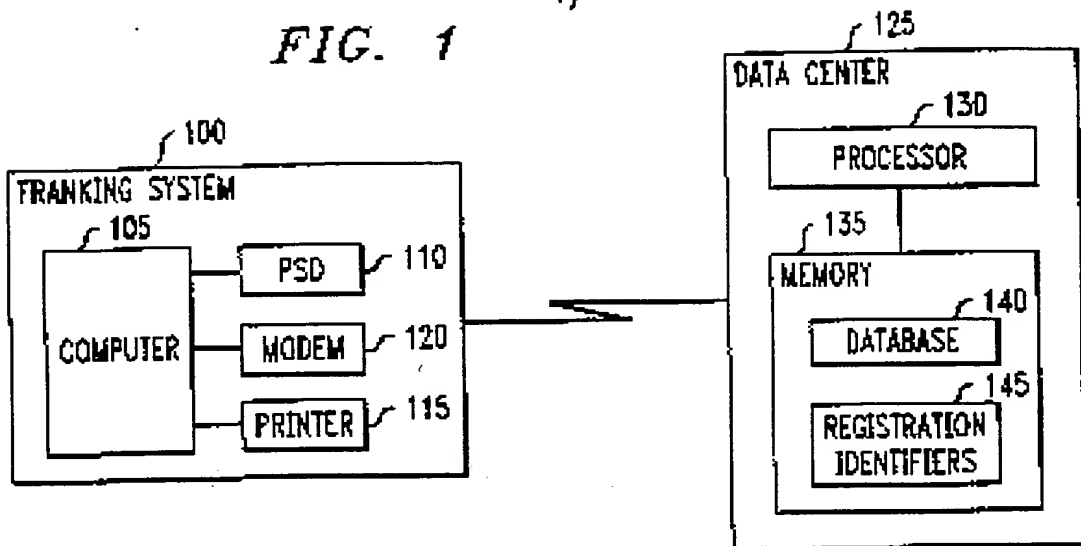 FIG. 1
100
FRANKING SYSTEM
105
COMPUTER
PSD
110
MODEM
120
PRINTER
115
125
DATA CENTER
130
PROCESSOR
135
MEMORY
140
DATABASE
145
REGISTRATION
IDENTIFIERS